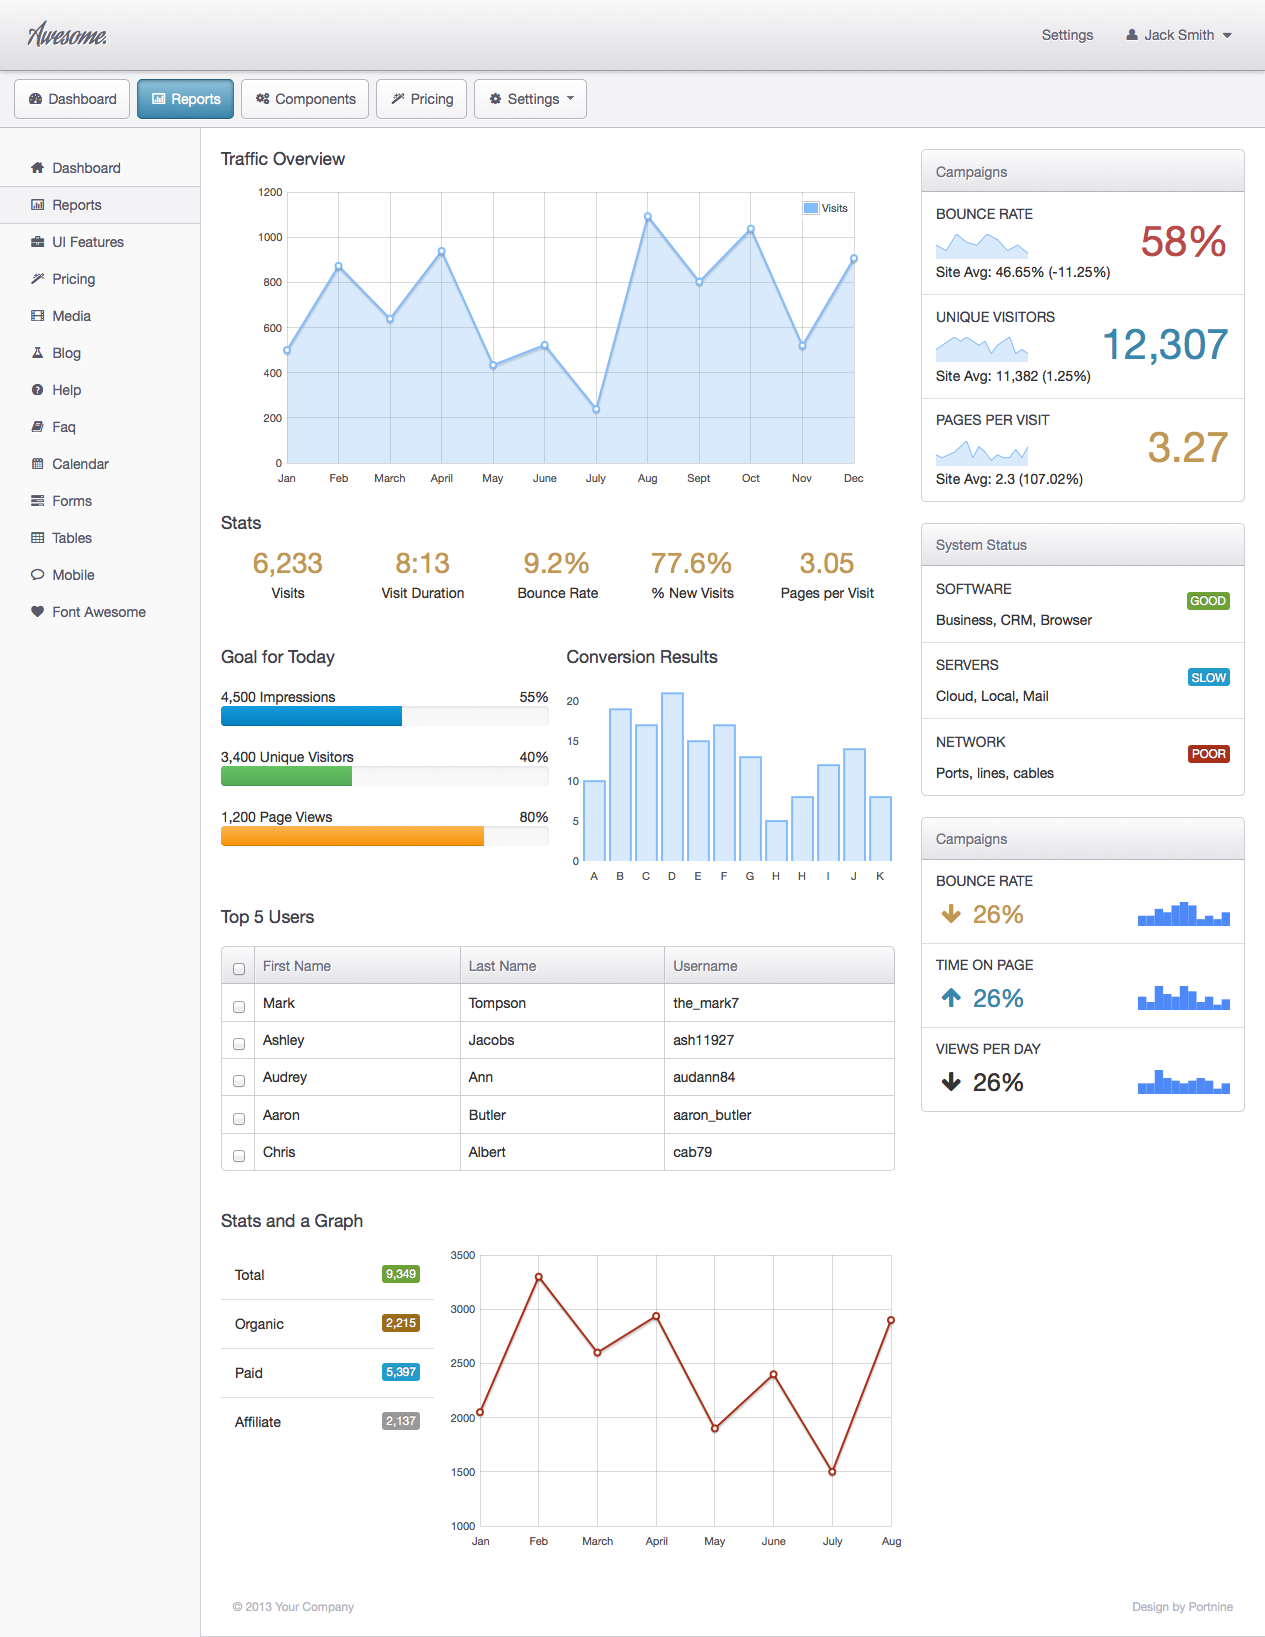 Awesome.
Settings
Jack Smith
Dashboard
Reports
Components
Pricing
Settings
Dashboard
Reports
UI Features
Pricing
Media
Blog
Help
Faq
Calendar
Forms
Tables
Mobile
Font Awesome
Traffic Overview
1200
1000
800
600
400
200
0
Visits
Jan Feb March April May June July Aug Sept Oct Nov Dec
Stats
6,233 8:13 9.2% 77.6% 3.05
Visits Visit Duration Bounce Rate % New Visits Pages per Visit
Goal for Today
4,500 Impressions 55%
3,400 Unique Visitors 40%
1,200 Page Views 80%
Conversion Results
20
15
10
5
0
A B C D E F G H H I J K
Top 5 Users
First Name Last Name Username
Mark Tompson the_mark7
Ashley Jacobs ash11927
Audrey Ann audann84
Aaron Butler aaron_butler
Chris Albert cab79
Stats and a Graph
Total 9,349
Organic 2,215
Paid 5,397
Affiliate 2,137
3500
3000
2500
2000
1500
1000
Jan Feb March April May June July Aug
Campaigns
BOUNCE RATE
58%
Site Avg: 46.65% (-11.25%)
UNIQUE VISITORS
12,307
Site Avg: 11,382 (1.25%)
PAGES PER VISIT
3.27
Site Avg: 2.3 (107.02%)
System Status
SOFTWARE
GOOD
Business, CRM, Browser
SERVERS
SLOW
Cloud, Local, Mail
NETWORK
POOR
Ports, lines, cables
Campaigns
BOUNCE RATE
26%
TIME ON PAGE
26%
VIEWS PER DAY
26%
© 2013 Your Company
Design by Portnine